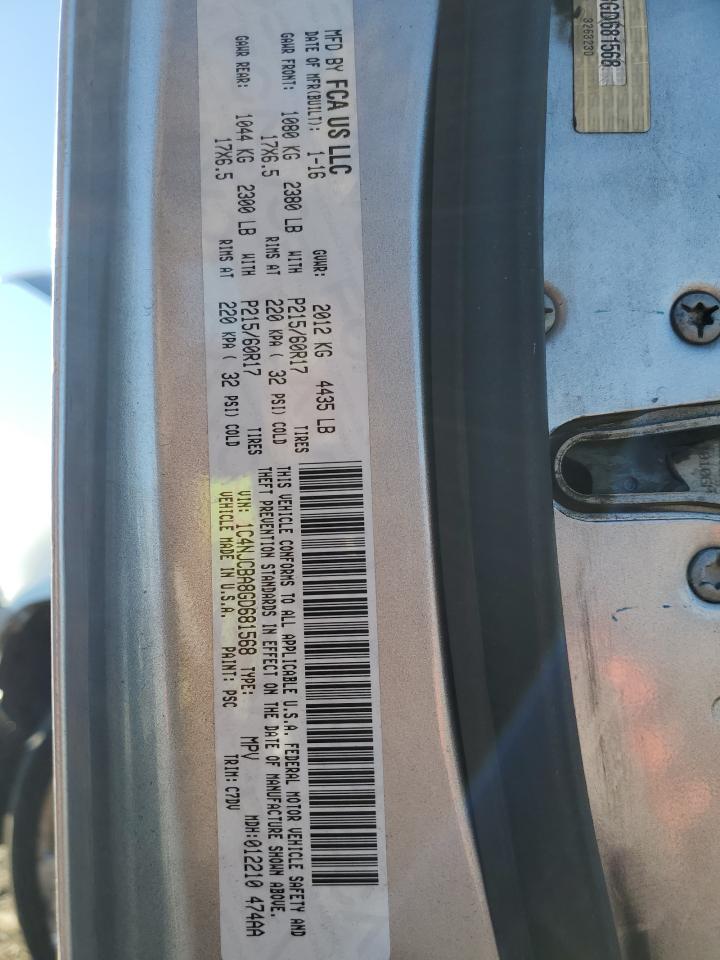 MFD BY FCA US LLC
DATE OF MFR(BUILT): 1-16 GVWR: 2012 KG 4435 LB
GAWR FRONT: 1080 KG 2380 LB WITH P215/60R17 TIRES
17X6.5 RIMS AT 220 KPA ( 32 PSI) COLD
GAWR REAR: 1044 KG 2300 LB WITH P215/60R17 TIRES
17X6.5 RIMS AT 220 KPA ( 32 PSI) COLD
THIS VEHICLE CONFORMS TO ALL APPLICABLE U.S.A. FEDERAL MOTOR VEHICLE SAFETY AND
THEFT PREVENTION STANDARDS IN EFFECT ON THE DATE OF MANUFACTURE SHOWN ABOVE.
VIN: 1C4NJCBA8GD681568 TYPE: MPV MDH:012210 474AA
VEHICLE MADE IN U.S.A. PAINT: PSC TRIM: C7DV
GD681568
3263230